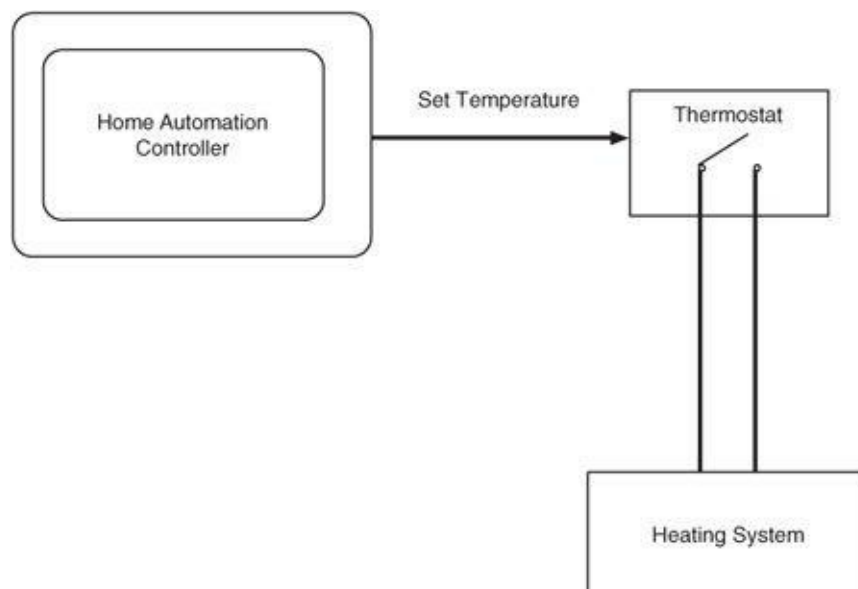 Home Automation
Controller
Set Temperature
Thermostat
Heating System